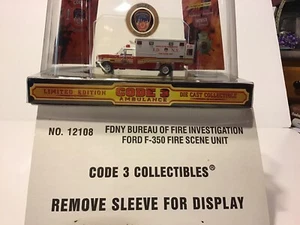 LIMITED EDITION
CODE 3
AMBULANCE
DIE CAST COLLECTIBLE
NO. 12108
FDNY BUREAU OF FIRE INVESTIGATION
FORD F-350 FIRE SCENE UNIT
CODE 3 COLLECTIBLES®
REMOVE SLEEVE FOR DISPLAY